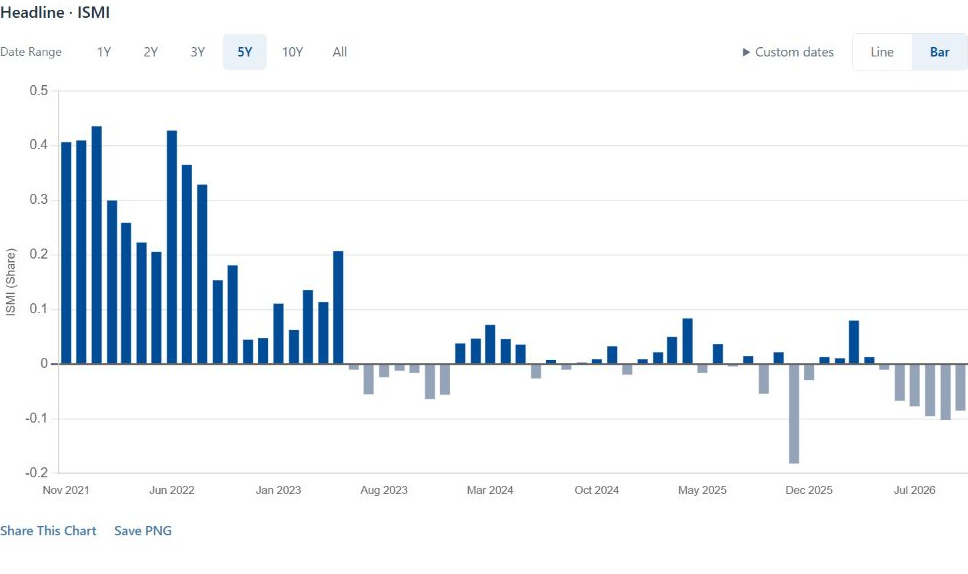 Headline · ISMI
Date Range 1Y 2Y 3Y 5Y 10Y All ▶ Custom dates Line Bar
0.5
0.4
0.3
0.2
0.1
0
-0.1
-0.2
ISMI (Share)
Nov 2021 Jun 2022 Jan 2023 Aug 2023 Mar 2024 Oct 2024 May 2025 Dec 2025 Jul 2026
Share This Chart Save PNG